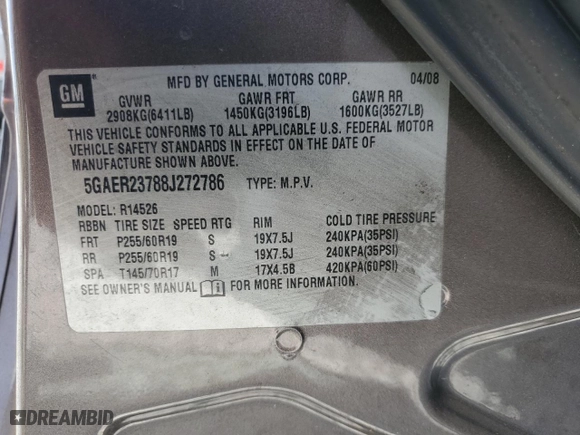 GM
MFD BY GENERAL MOTORS CORP. 04/08
GVWR GAWR FRT GAWR RR
2908KG(6411LB) 1450KG(3196LB) 1600KG(3527LB)
THIS VEHICLE CONFORMS TO ALL APPLICABLE U.S. FEDERAL MOTOR
VEHICLE SAFETY STANDARDS IN EFFECT ON THE DATE OF
MANUFACTURE SHOWN ABOVE.
5GAER23788J272786 TYPE: M.P.V.
MODEL: R14526
RBBN TIRE SIZE SPEED RTG RIM COLD TIRE PRESSURE
FRT P255/60R19 S 19X7.5J 240KPA(35PSI)
RR P255/60R19 S 19X7.5J 240KPA(35PSI)
SPA T145/70R17 M 17X4.5B 420KPA(60PSI)
SEE OWNER'S MANUAL FOR MORE INFORMATION.
DREAMBID